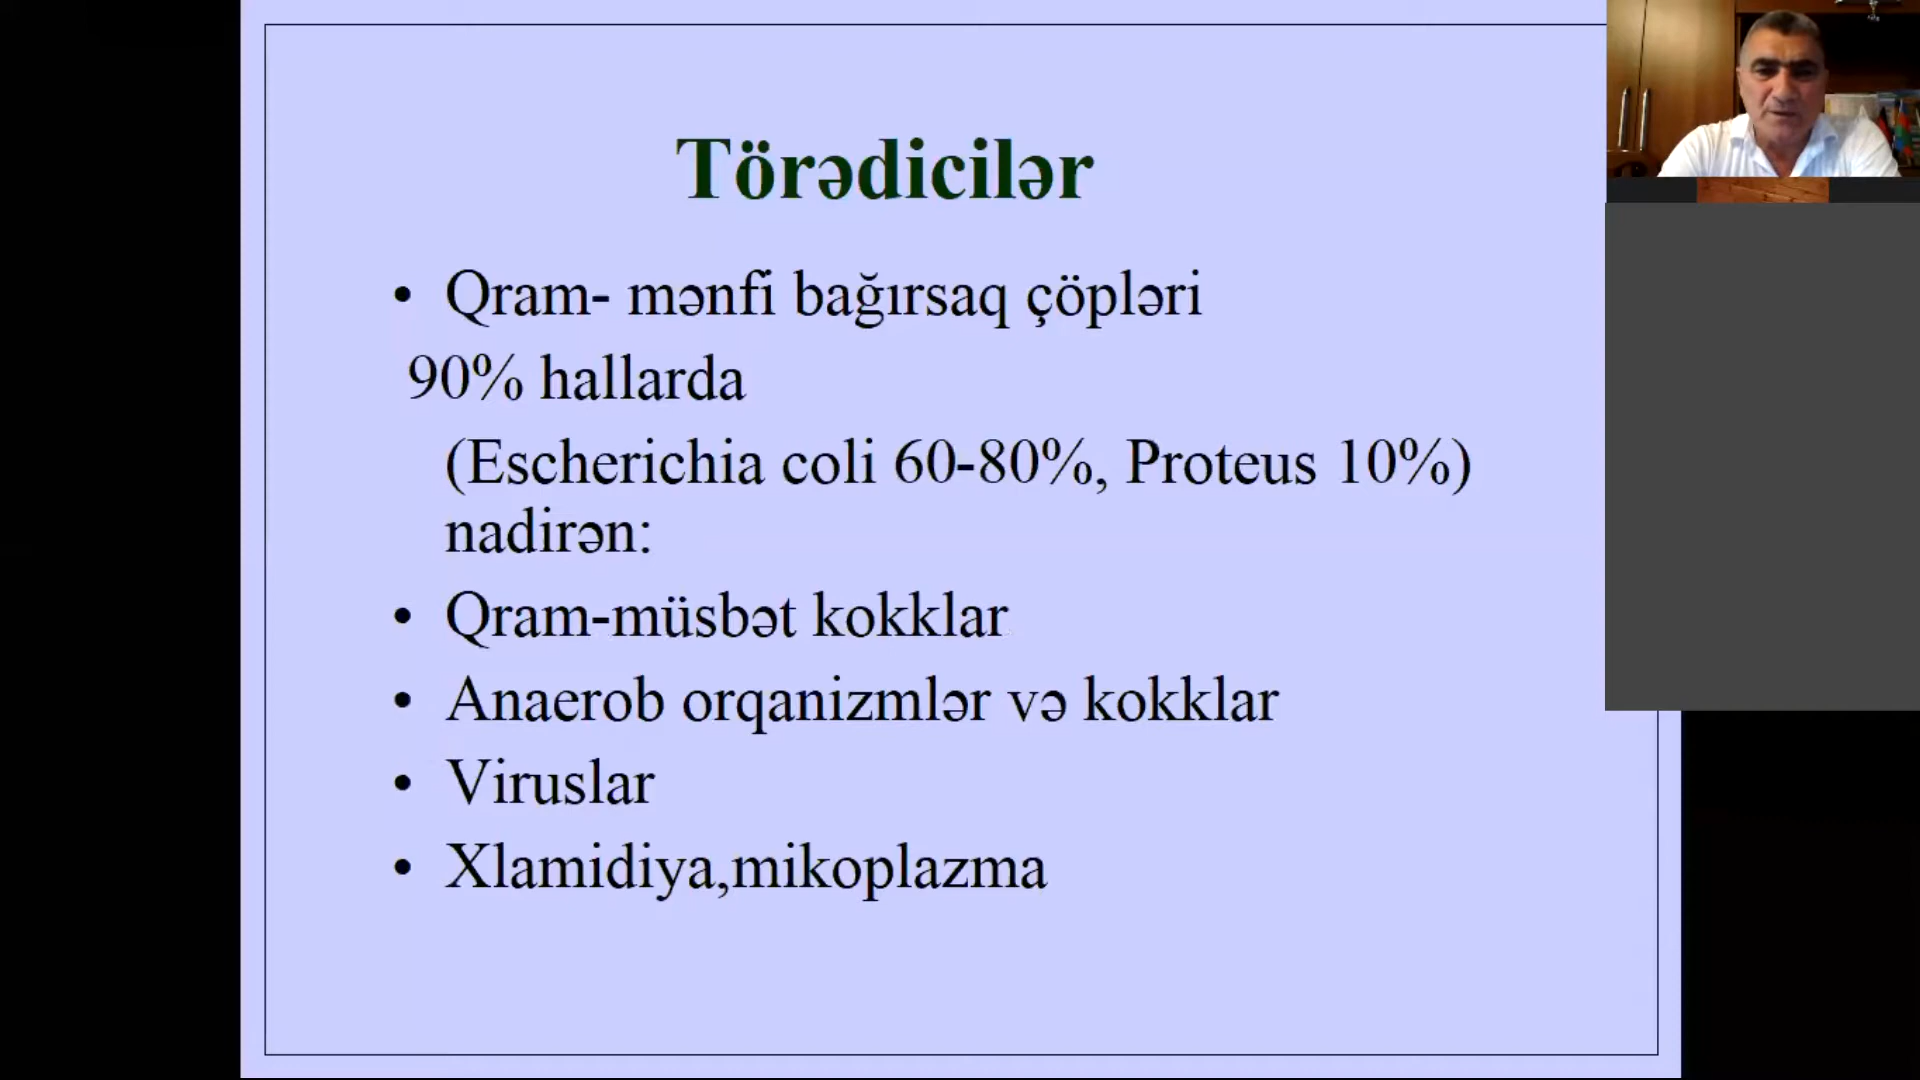 Törədicilər
• Qram- mənfi bağırsaq çöpləri
90% hallarda
(Escherichia coli 60-80%, Proteus 10%)
nadirən:
• Qram-müsbət kokklar
• Anaerob orqanizmlər və kokklar
• Viruslar
• Xlamidiya,mikoplazma